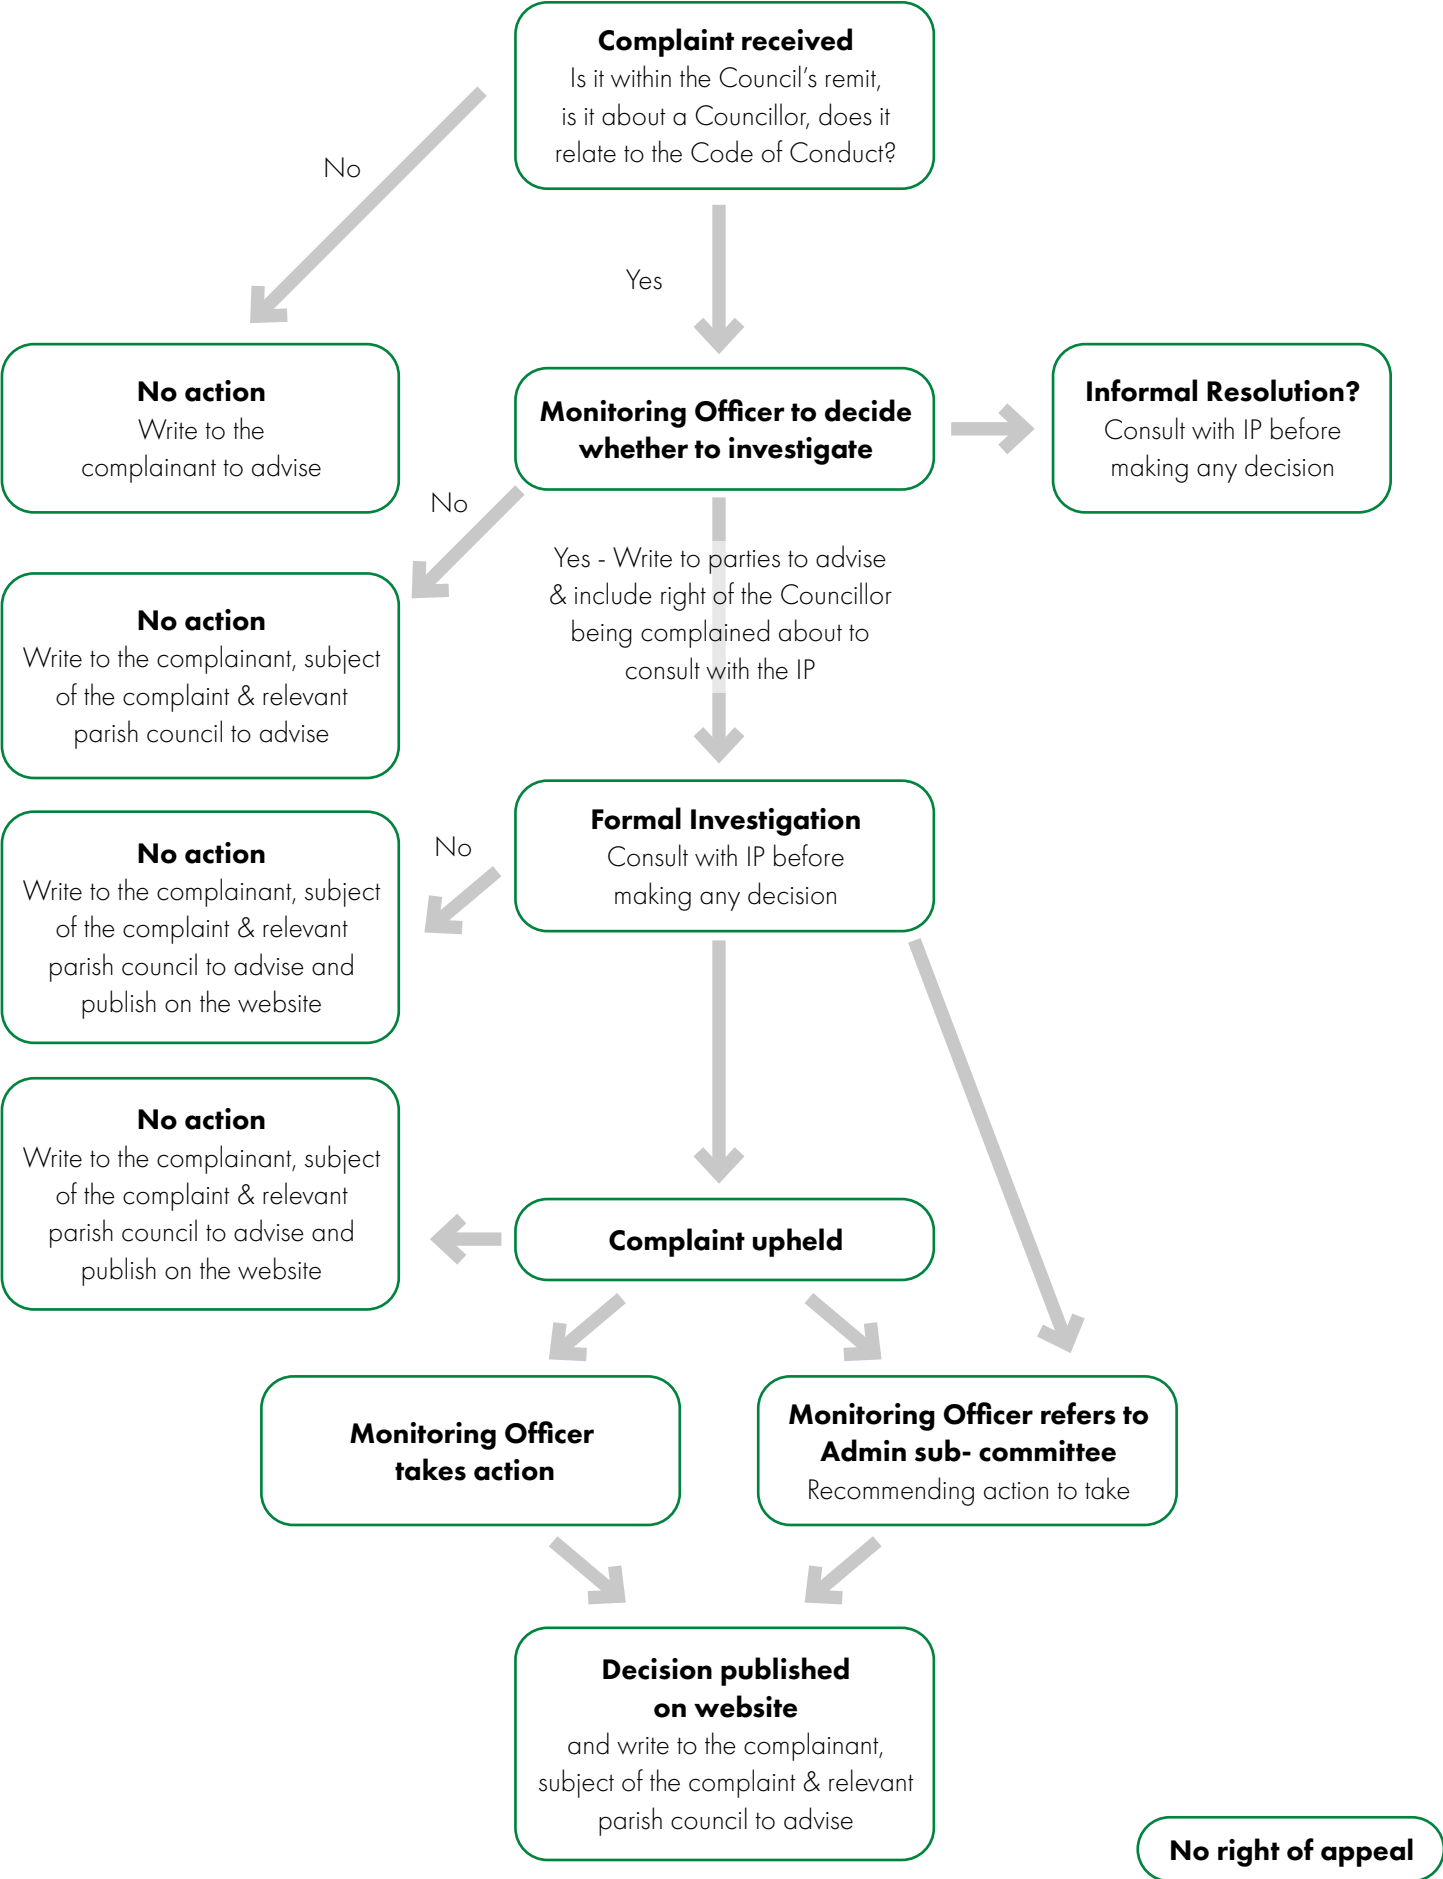 Complaint received
Is it within the Council's remit,
is it about a Councillor, does it
relate to the Code of Conduct?
No
Yes
No action
Write to the
complainant to advise
Monitoring Officer to decide
whether to investigate
Informal Resolution?
Consult with IP before
making any decision
No
Yes - Write to parties to advise
& include right of the Councillor
being complained about to
consult with the IP
No action
Write to the complainant, subject
of the complaint & relevant
parish council to advise
Formal Investigation
Consult with IP before
making any decision
No
No action
Write to the complainant, subject
of the complaint & relevant
parish council to advise and
publish on the website
No action
Write to the complainant, subject
of the complaint & relevant
parish council to advise and
publish on the website
Complaint upheld
Monitoring Officer
takes action
Monitoring Officer refers to
Admin sub- committee
Recommending action to take
Decision published
on website
and write to the complainant,
subject of the complaint & relevant
parish council to advise
No right of appeal